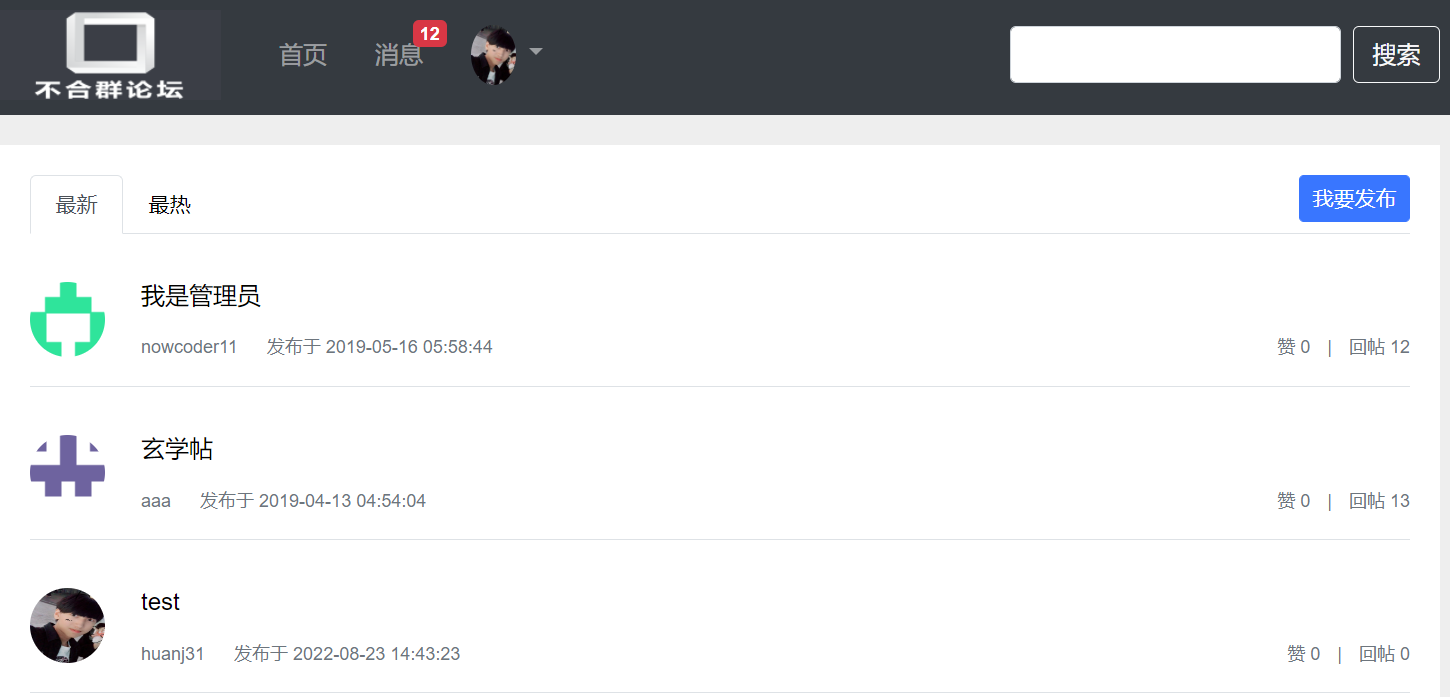 不合群论坛
首页 消息 12 搜索
最新 最热 我要发布
我是管理员
nowcoder11 发布于 2019-05-16 05:58:44 赞 0 | 回帖 12
玄学帖
aaa 发布于 2019-04-13 04:54:04 赞 0 | 回帖 13
test
huanj31 发布于 2022-08-23 14:43:23 赞 0 | 回帖 0